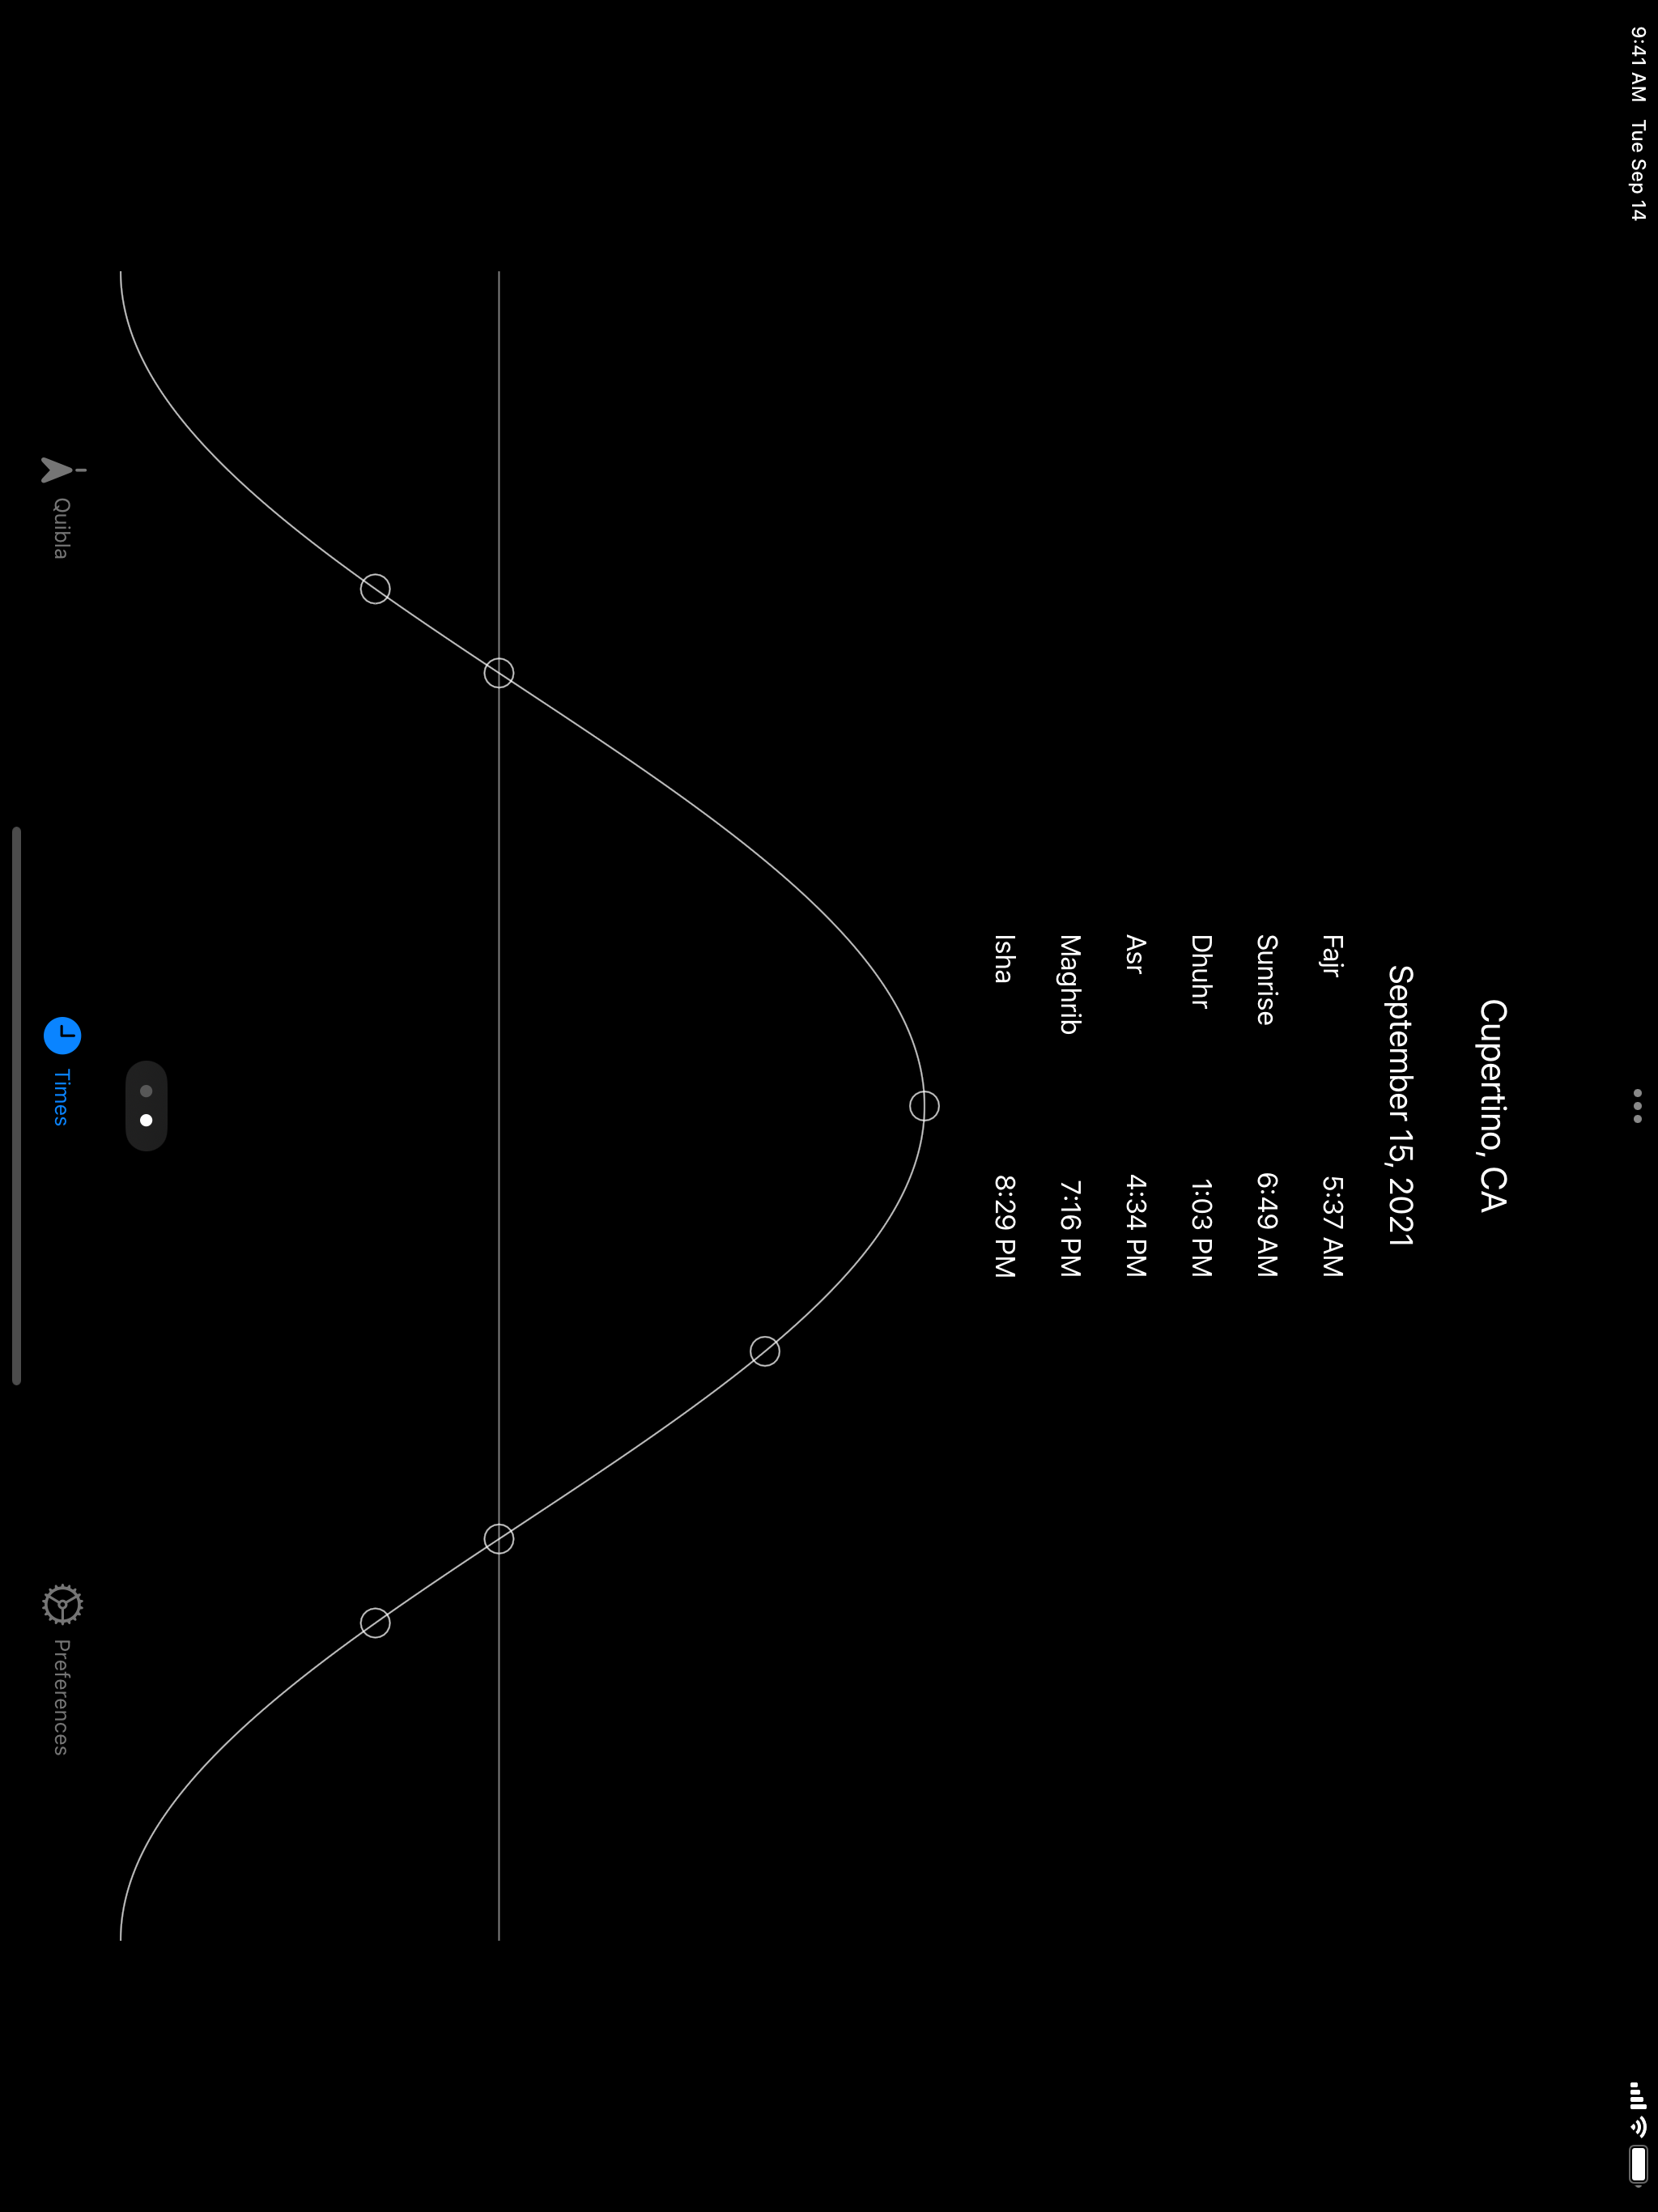 9:41 AM Tue Sep 14
Cupertino, CA
September 15, 2021
Fajr 5:37 AM
Sunrise 6:49 AM
Dhuhr 1:03 PM
Asr 4:34 PM
Maghrib 7:16 PM
Isha 8:29 PM
Quibla Times Preferences